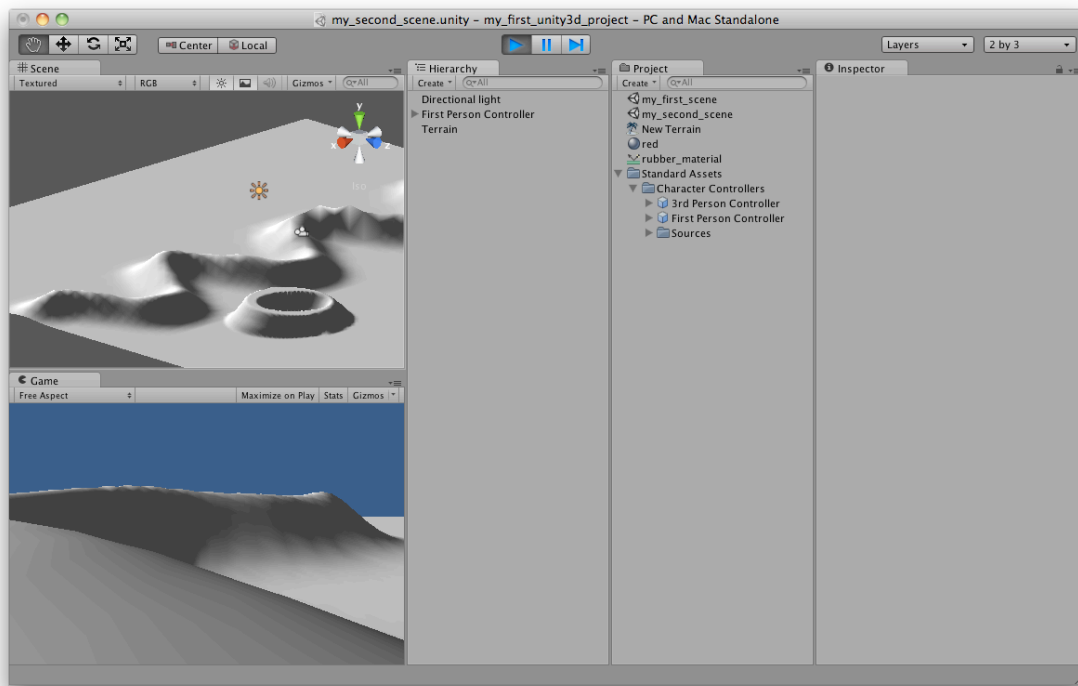 my_second_scene.unity - my_first_unity3d_project - PC and Mac Standalone
Center Local Layers 2 by 3
Scene
Textured RGB Gizmos All
y
x z
Iso
Game
Free Aspect Maximize on Play Stats Gizmos
Hierarchy
Create All
Directional light
First Person Controller
Terrain
Project
Create All
my_first_scene
my_second_scene
New Terrain
red
rubber_material
Standard Assets
Character Controllers
3rd Person Controller
First Person Controller
Sources
Inspector